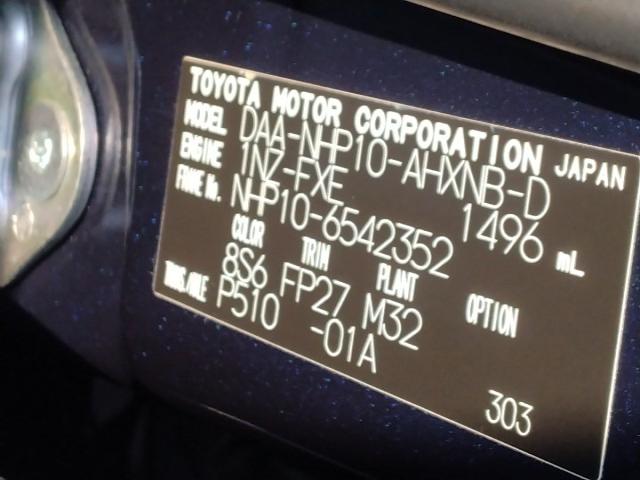 TOYOTA MOTOR CORPORATION JAPAN
MODEL DAA-NHP10-AHXNB-D
ENGINE 1NZ-FXE 1496 mL
FRAME No. NHP10-6542352
COLOR TRIM PLANT OPTION
8S6 FP27 M32
TRANS./AXLE P510 -01A
303